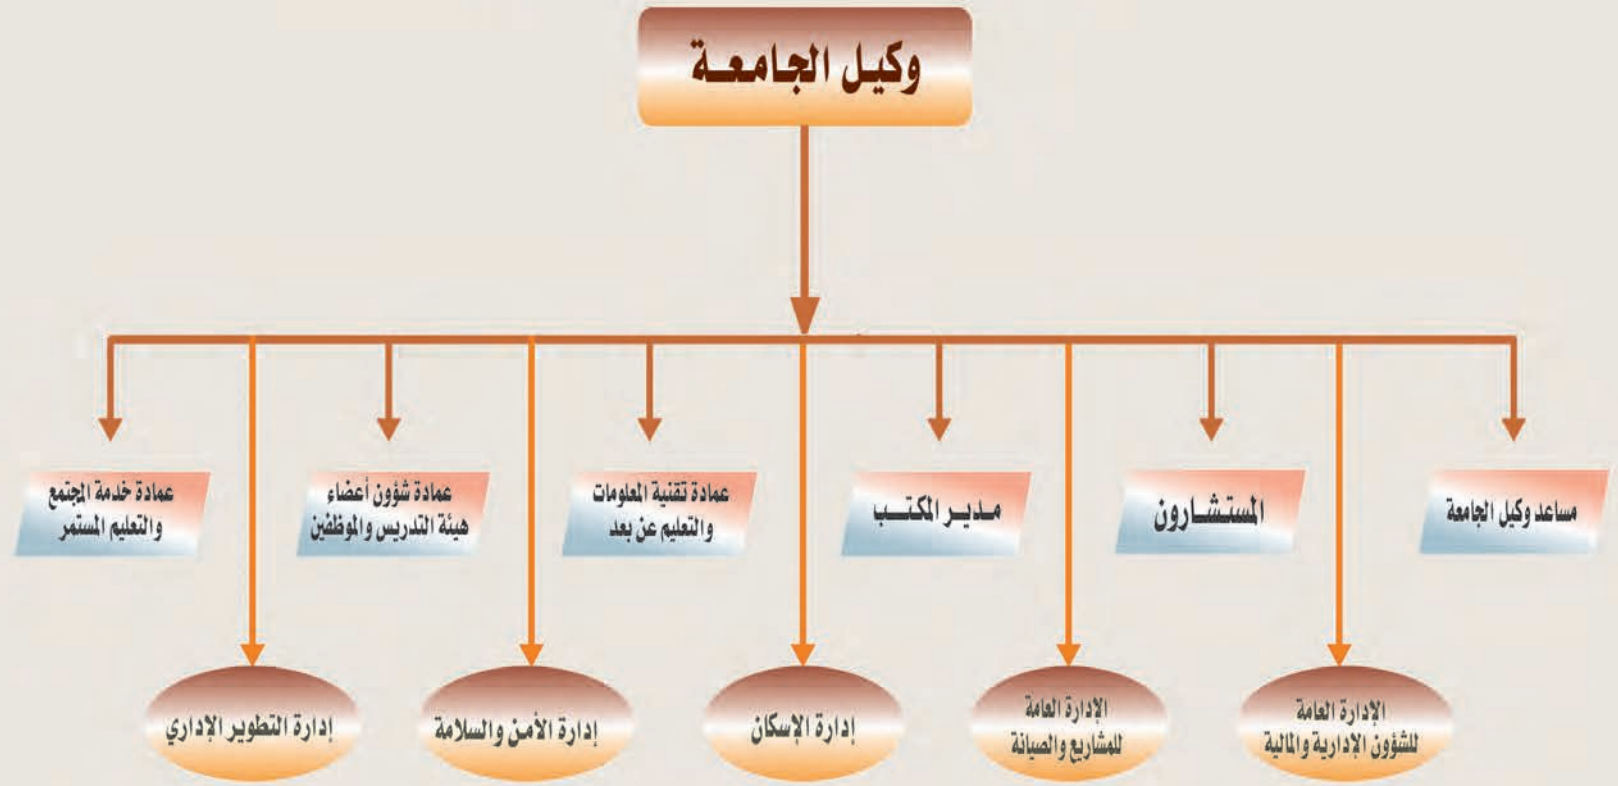 وكيل الجامعة
مساعد وكيل الجامعة
المستشارون
مدير المكتب
عمادة تقنية المعلومات
والتعليم عن بعد
عمادة شؤون أعضاء
هيئة التدريس والموظفين
عمادة خدمة المجتمع
والتعليم المستمر
الإدارة العامة
للشؤون الإدارية والمالية
الإدارة العامة
للمشاريع والصيانة
إدارة الإسكان
إدارة الأمن والسلامة
إدارة التطوير الإداري